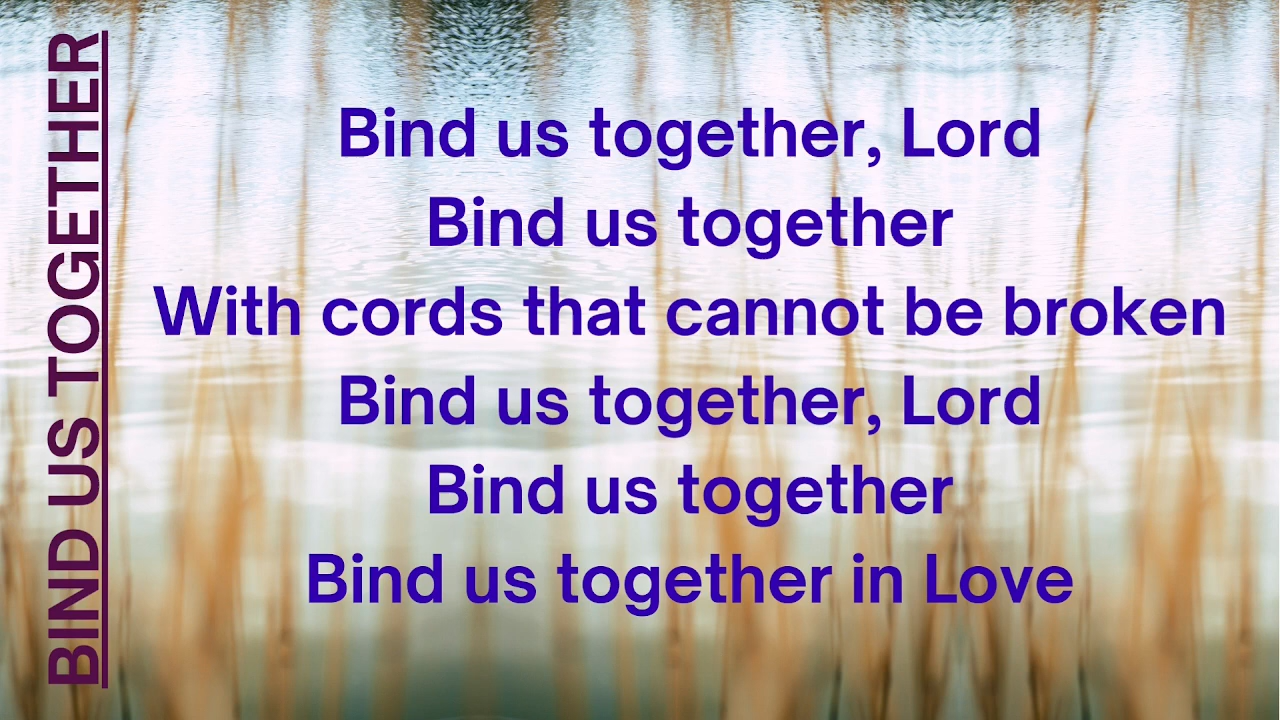 BIND US TOGETHER
Bind us together, Lord
Bind us together
With cords that cannot be broken
Bind us together, Lord
Bind us together
Bind us together in Love